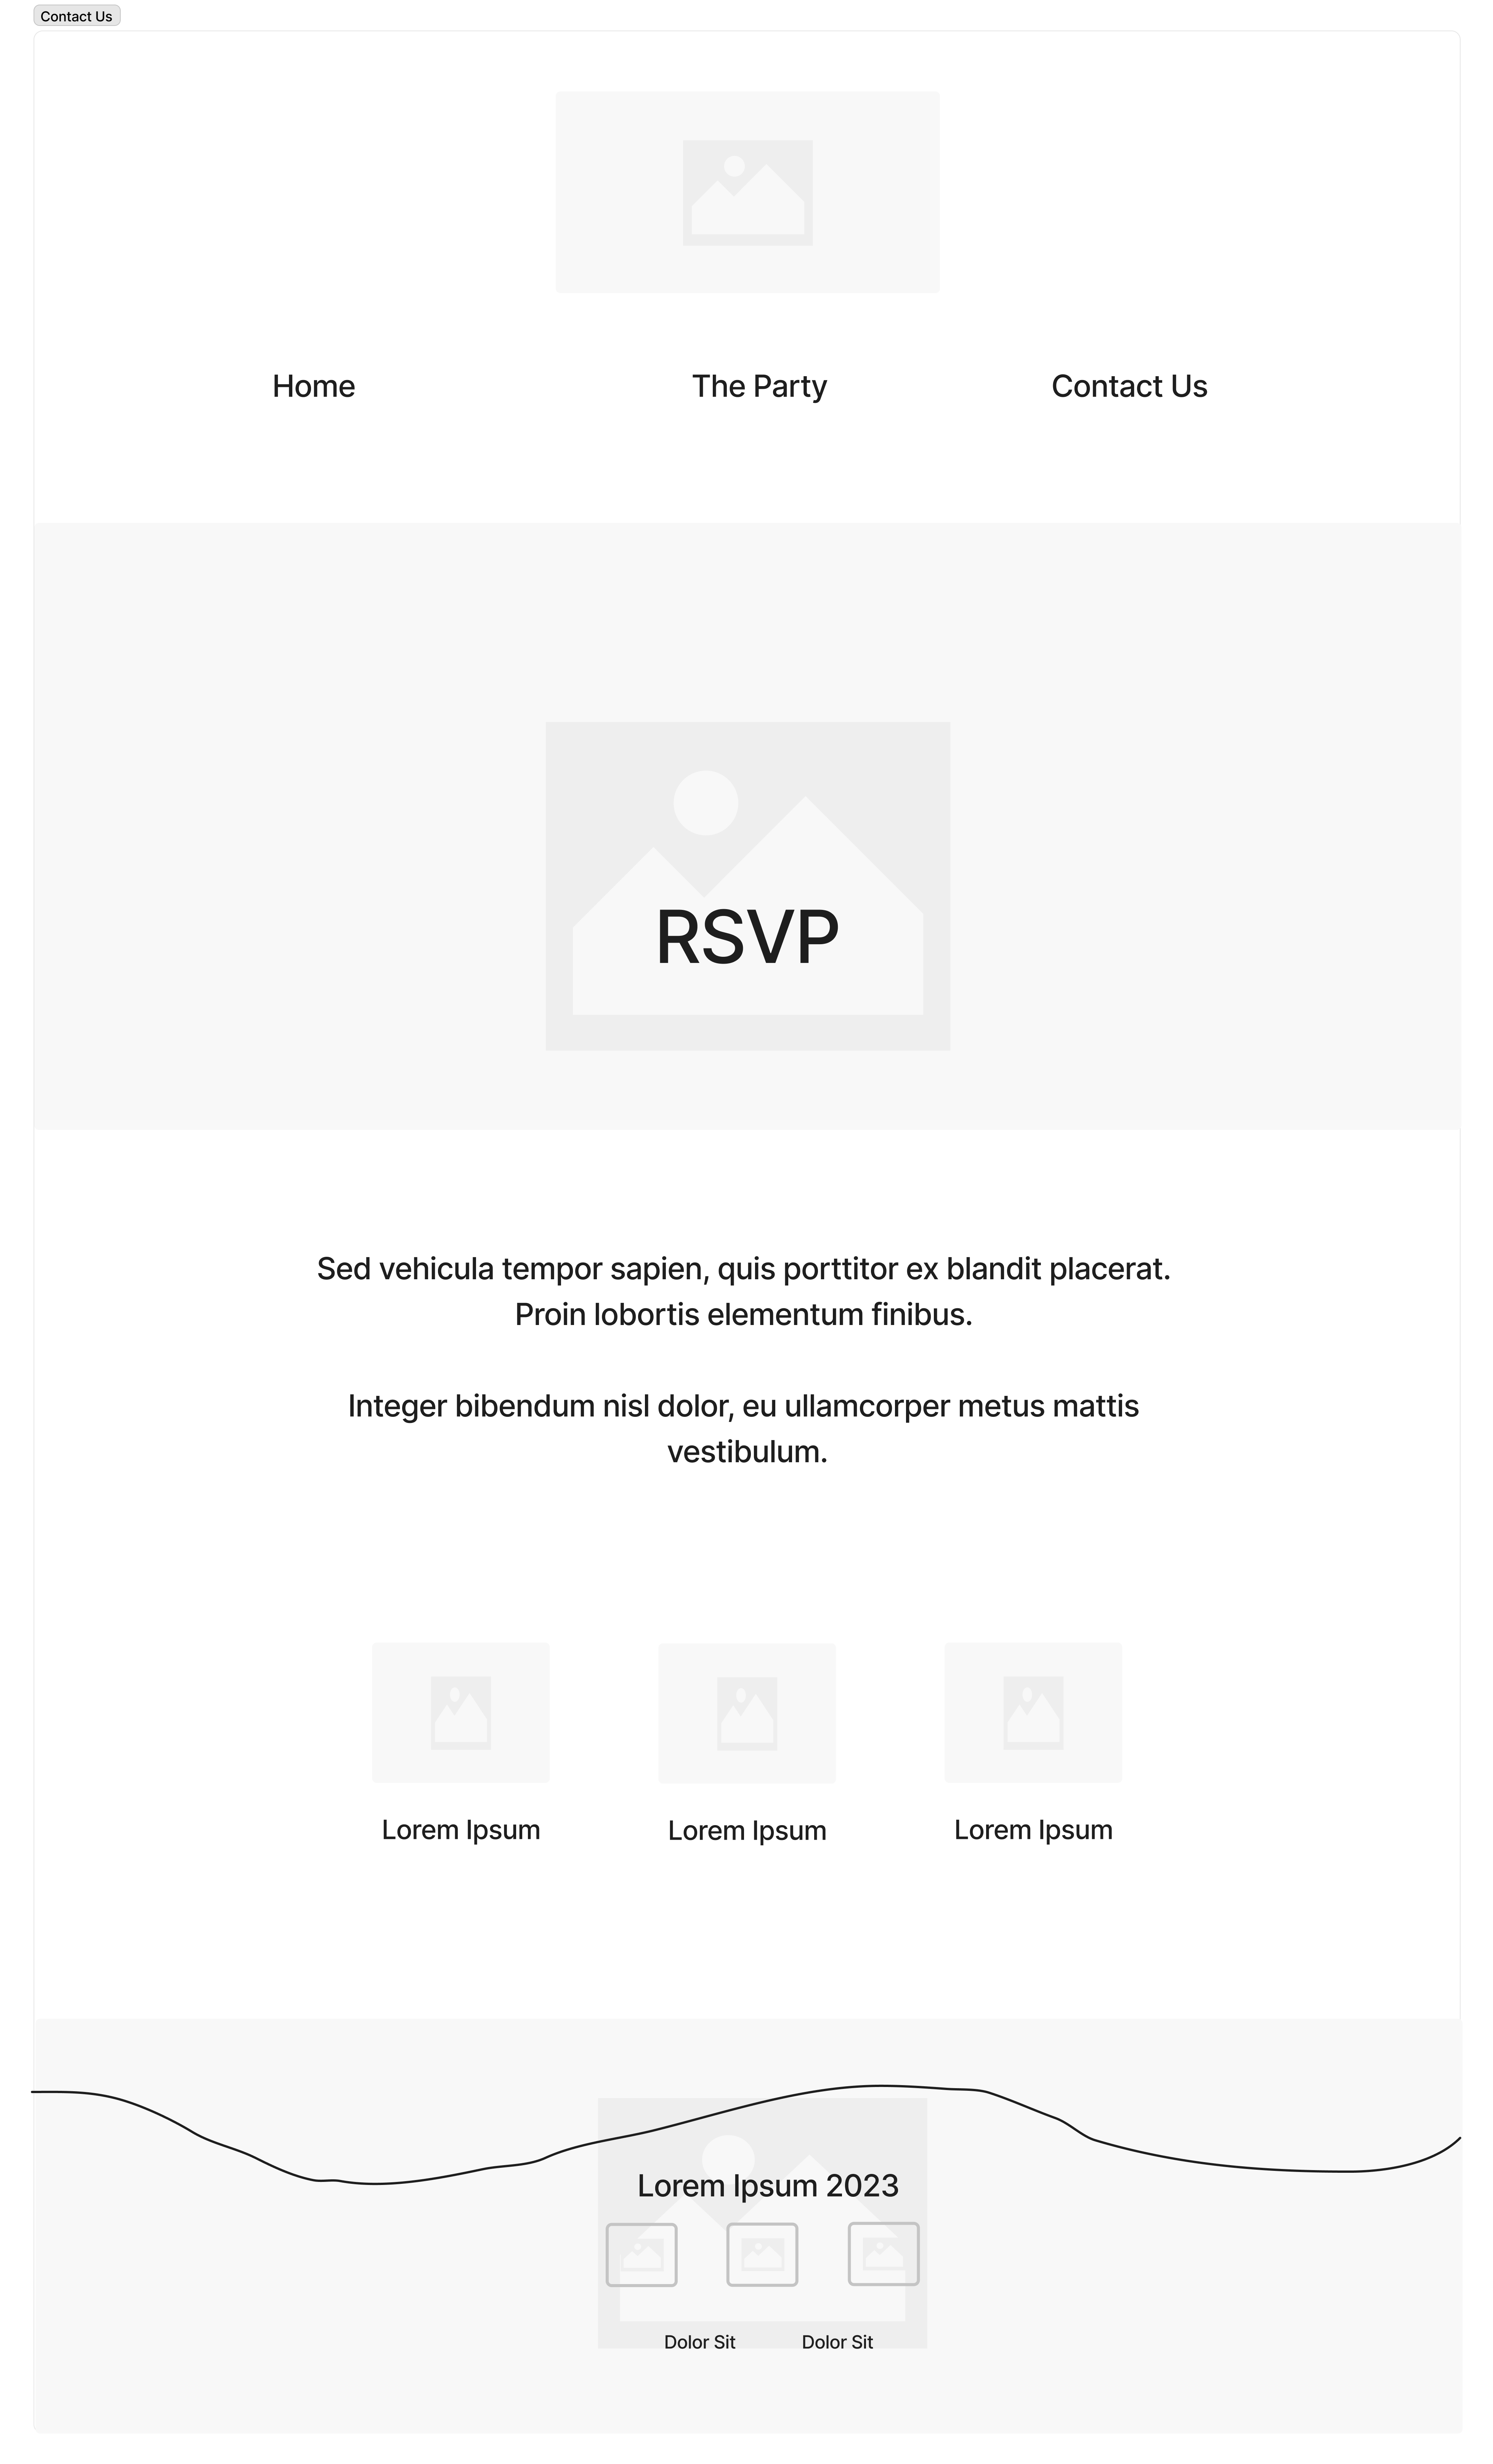 Contact Us
Home The Party Contact Us
RSVP
Sed vehicula tempor sapien, quis porttitor ex blandit placerat.
Proin lobortis elementum finibus.
Integer bibendum nisl dolor, eu ullamcorper metus mattis
vestibulum.
Lorem Ipsum Lorem Ipsum Lorem Ipsum
Lorem Ipsum 2023
Dolor Sit Dolor Sit